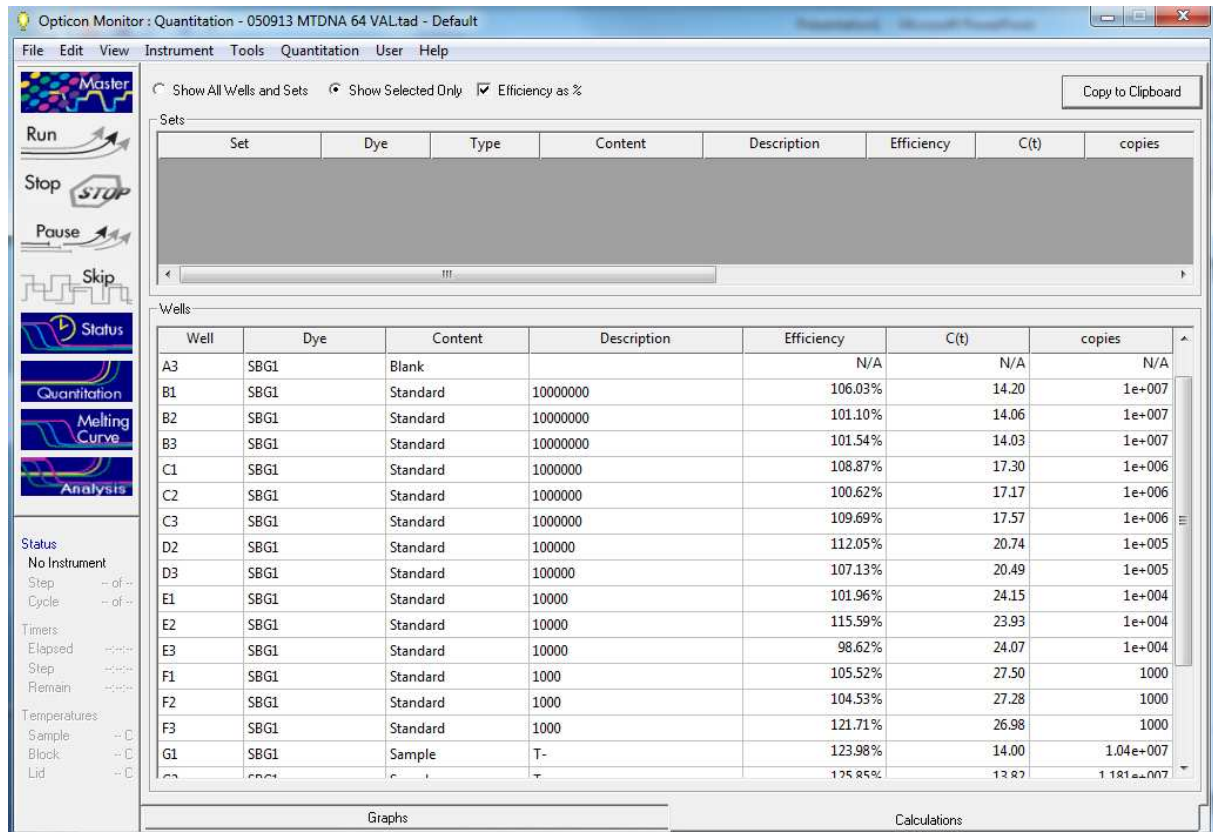 Opticon Monitor : Quantitation - 050913 MTDNA 64 VAL.tad - Default
File Edit View Instrument Tools Quantitation User Help
Master
Run
Stop STOP
Pause
Skip
Status
Quantitation
Melting Curve
Analysis
Status
No Instrument
Step -- of --
Cycle -- of --
Timers
Elapsed --:--:--
Step --:--:--
Remain --:--:--
Temperatures
Sample -- C
Block -- C
Lid -- C
Show All Wells and Sets Show Selected Only Efficiency as % Copy to Clipboard
Sets
Set Dye Type Content Description Efficiency C(t) copies
Wells
Well Dye Content Description Efficiency C(t) copies
A3 SBG1 Blank N/A N/A N/A
B1 SBG1 Standard 10000000 106.03% 14.20 1e+007
B2 SBG1 Standard 10000000 101.10% 14.06 1e+007
B3 SBG1 Standard 10000000 101.54% 14.03 1e+007
C1 SBG1 Standard 1000000 108.87% 17.30 1e+006
C2 SBG1 Standard 1000000 100.62% 17.17 1e+006
C3 SBG1 Standard 1000000 109.69% 17.57 1e+006
D2 SBG1 Standard 100000 112.05% 20.74 1e+005
D3 SBG1 Standard 100000 107.13% 20.49 1e+005
E1 SBG1 Standard 10000 101.96% 24.15 1e+004
E2 SBG1 Standard 10000 115.59% 23.93 1e+004
E3 SBG1 Standard 10000 98.62% 24.07 1e+004
F1 SBG1 Standard 1000 105.52% 27.50 1000
F2 SBG1 Standard 1000 104.53% 27.28 1000
F3 SBG1 Standard 1000 121.71% 26.98 1000
G1 SBG1 Sample T- 123.98% 14.00 1.04e+007
125.85% 13.82 1.181e+007
Graphs Calculations